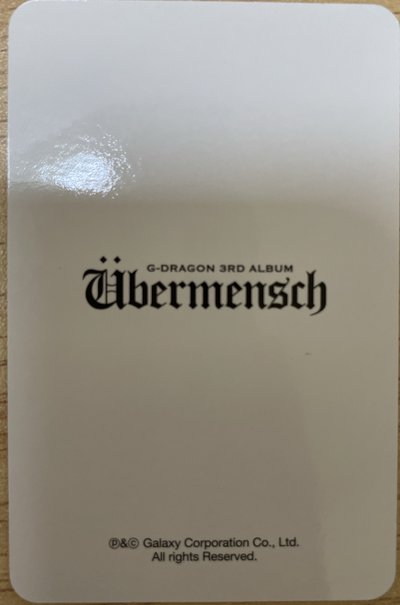 G-DRAGON 3RD ALBUM
Übermensch
℗&© Galaxy Corporation Co., Ltd.
All rights Reserved.